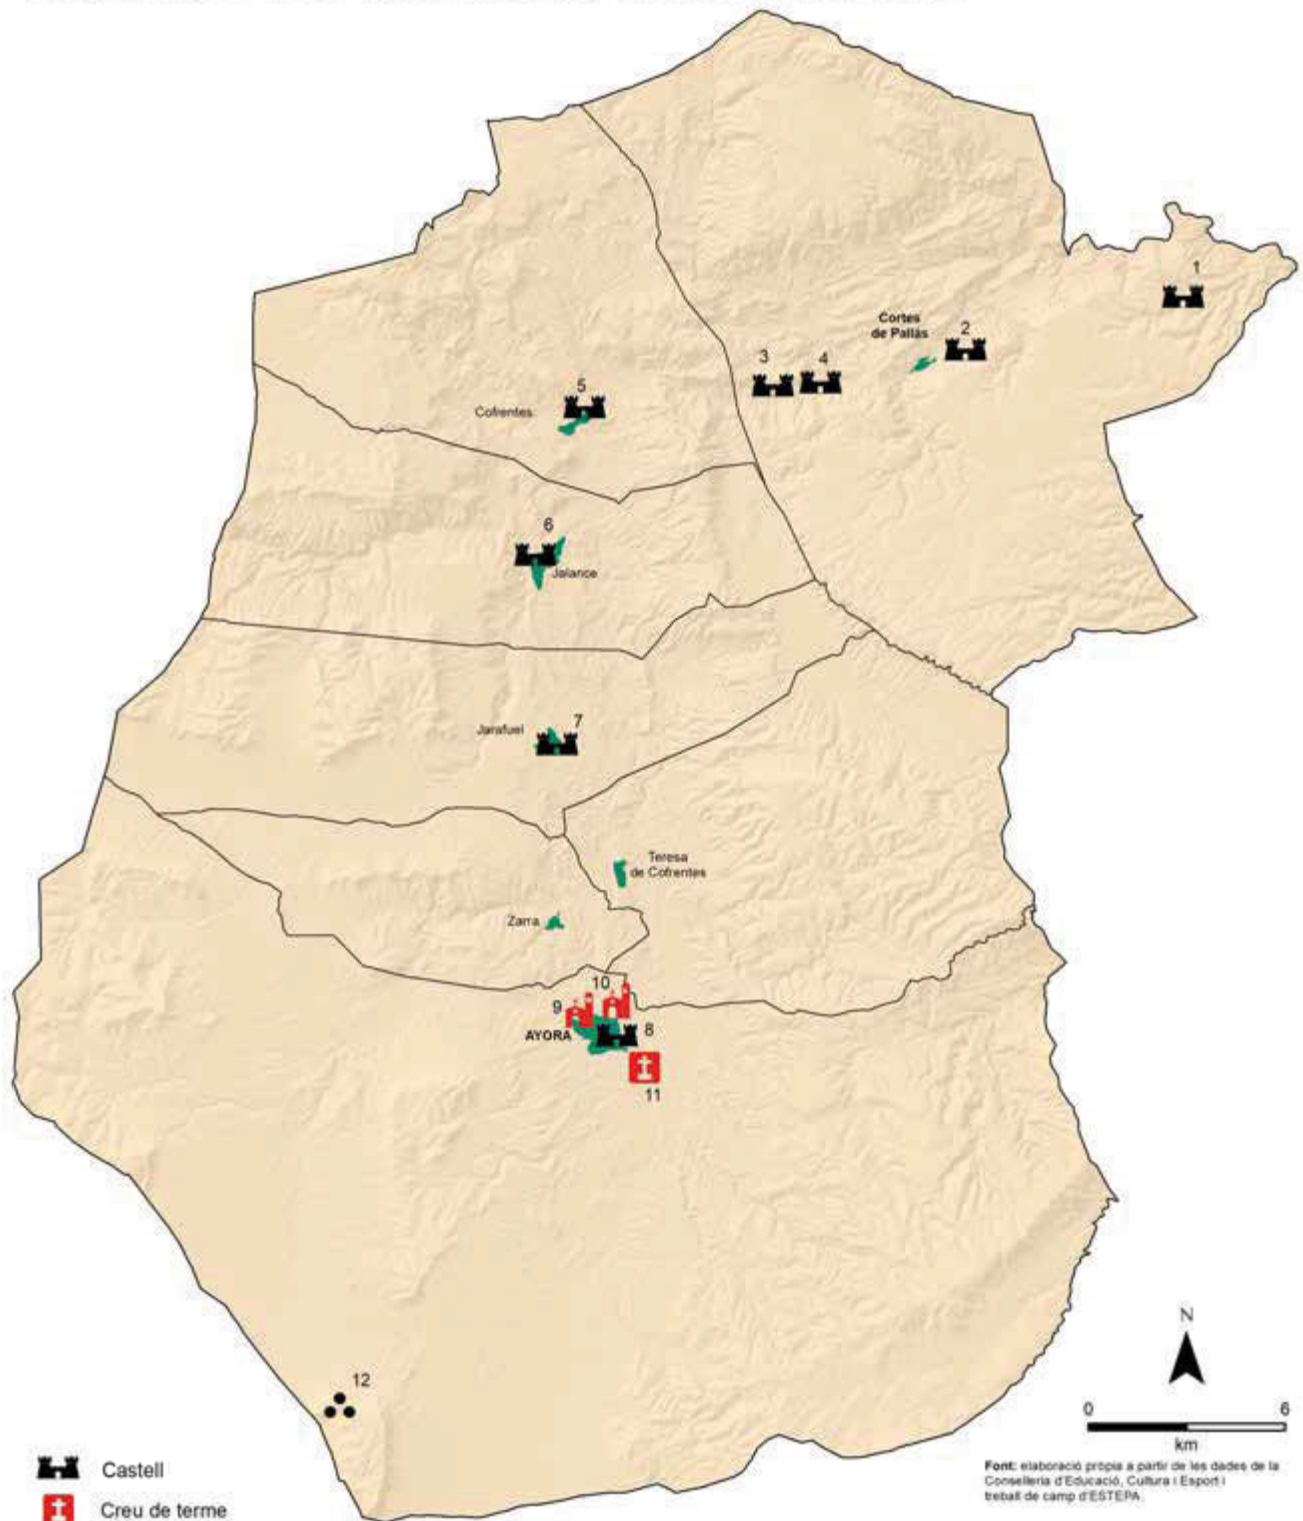 1
Cortes
de Pallás
2
3
4
5
Cofrentes
6
Jalance
Jarafuel
7
Teresa
de Cofrentes
Zarra
10
9
AYORA
8
11
12
N
0
6
km
Font: elaboració pròpia a partir de les dades de la
Conselleria d'Educació, Cultura i Esport i
treball de camp d'ESTEPA.
Castell
Creu de terme